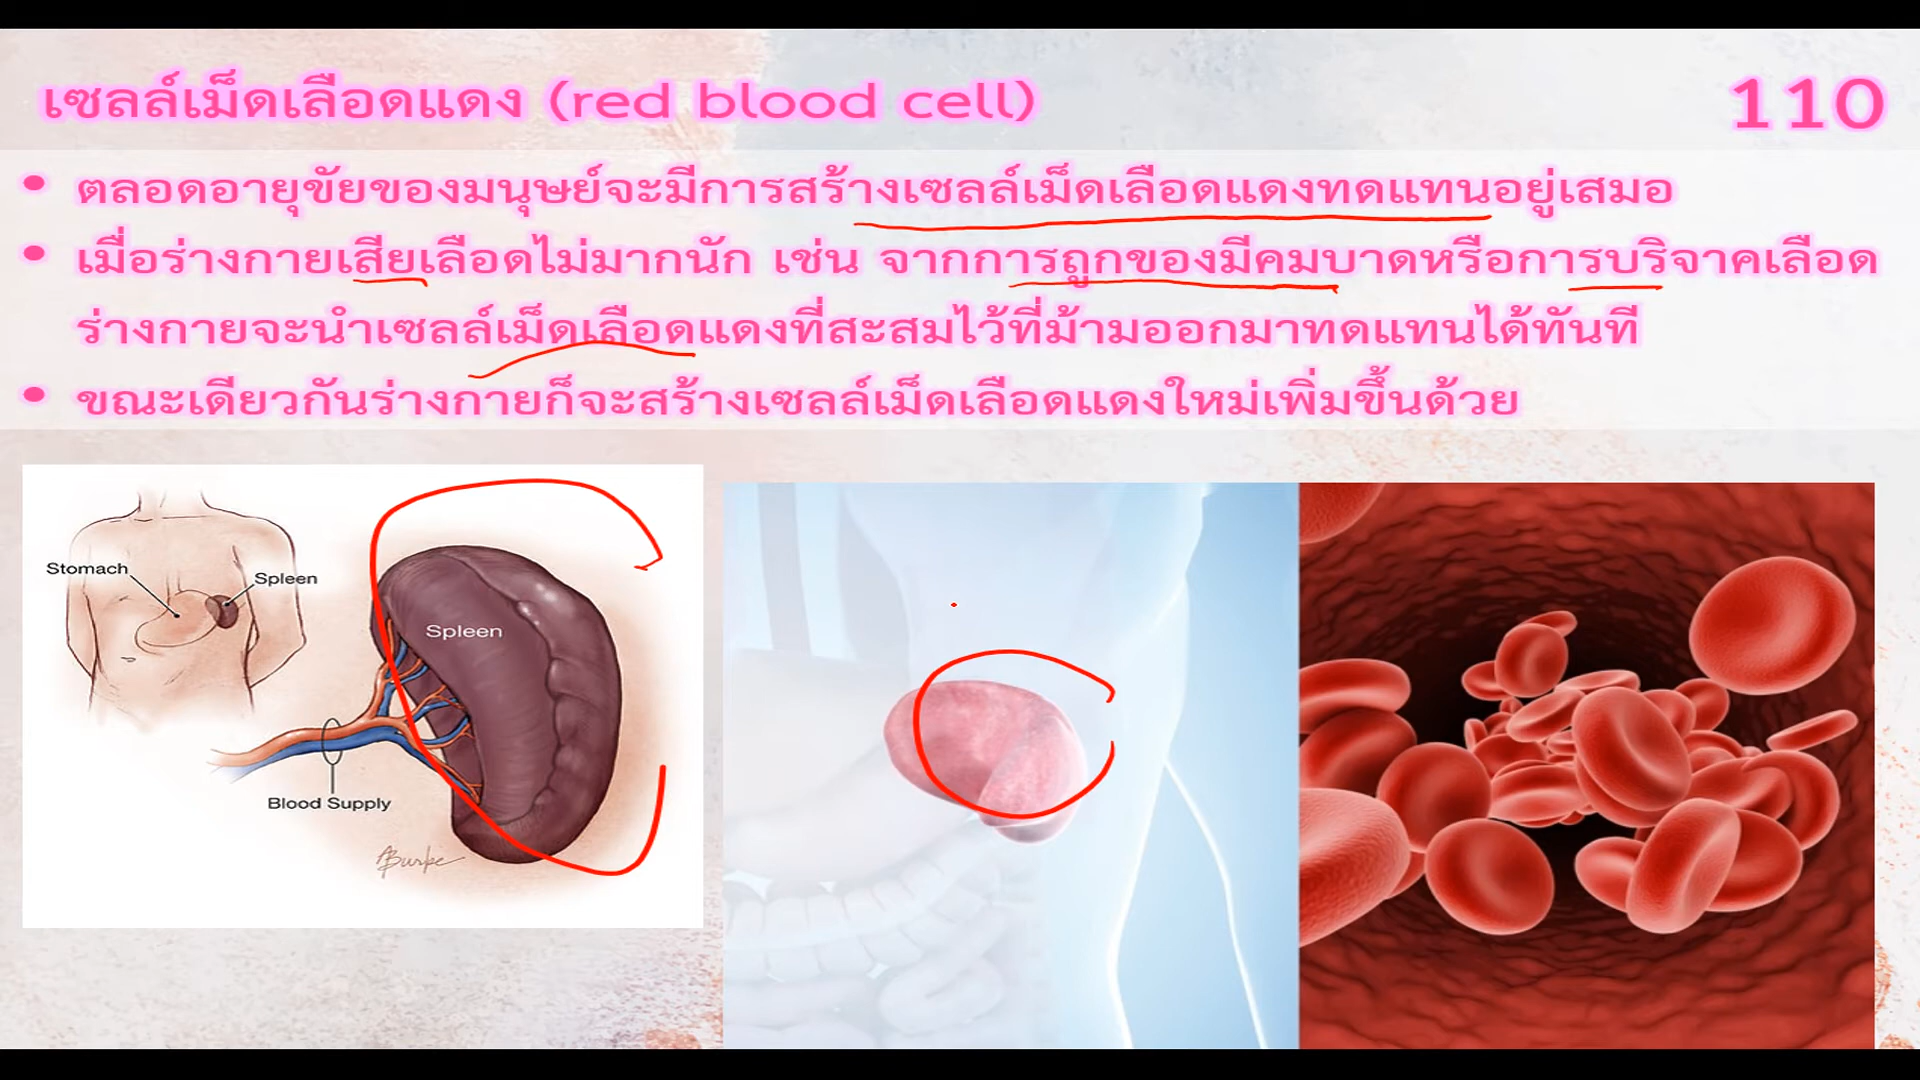 เซลล์เม็ดเลือดแดง (red blood cell)
110
• ตลอดอายุขัยของมนุษย์จะมีการสร้างเซลล์เม็ดเลือดแดงทดแทนอยู่เสมอ
• เมื่อร่างกายเสียเลือดไม่มากนัก เช่น จากการถูกของมีคมบาดหรือการบริจาคเลือด
ร่างกายจะนำเซลล์เม็ดเลือดแดงที่สะสมไว้ที่ม้ามออกมาทดแทนได้ทันที
• ขณะเดียวกันร่างกายก็จะสร้างเซลล์เม็ดเลือดแดงใหม่เพิ่มขึ้นด้วย
Stomach
Spleen
Spleen
Blood Supply
ABurke